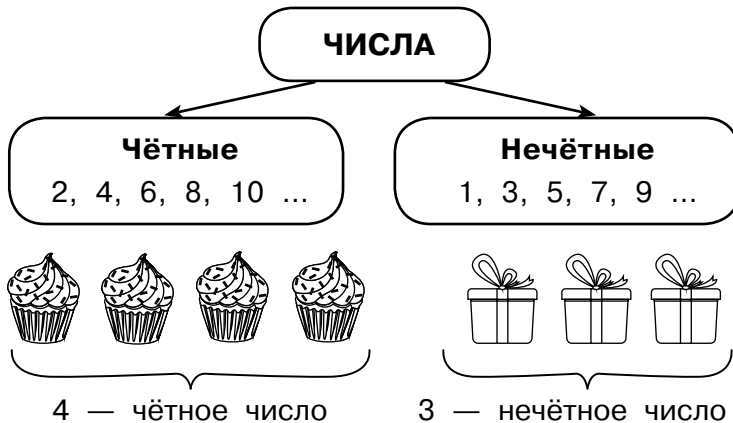 ЧИСЛА
Чётные
2, 4, 6, 8, 10 ...
Нечётные
1, 3, 5, 7, 9 ...
4 — чётное число
3 — нечётное число